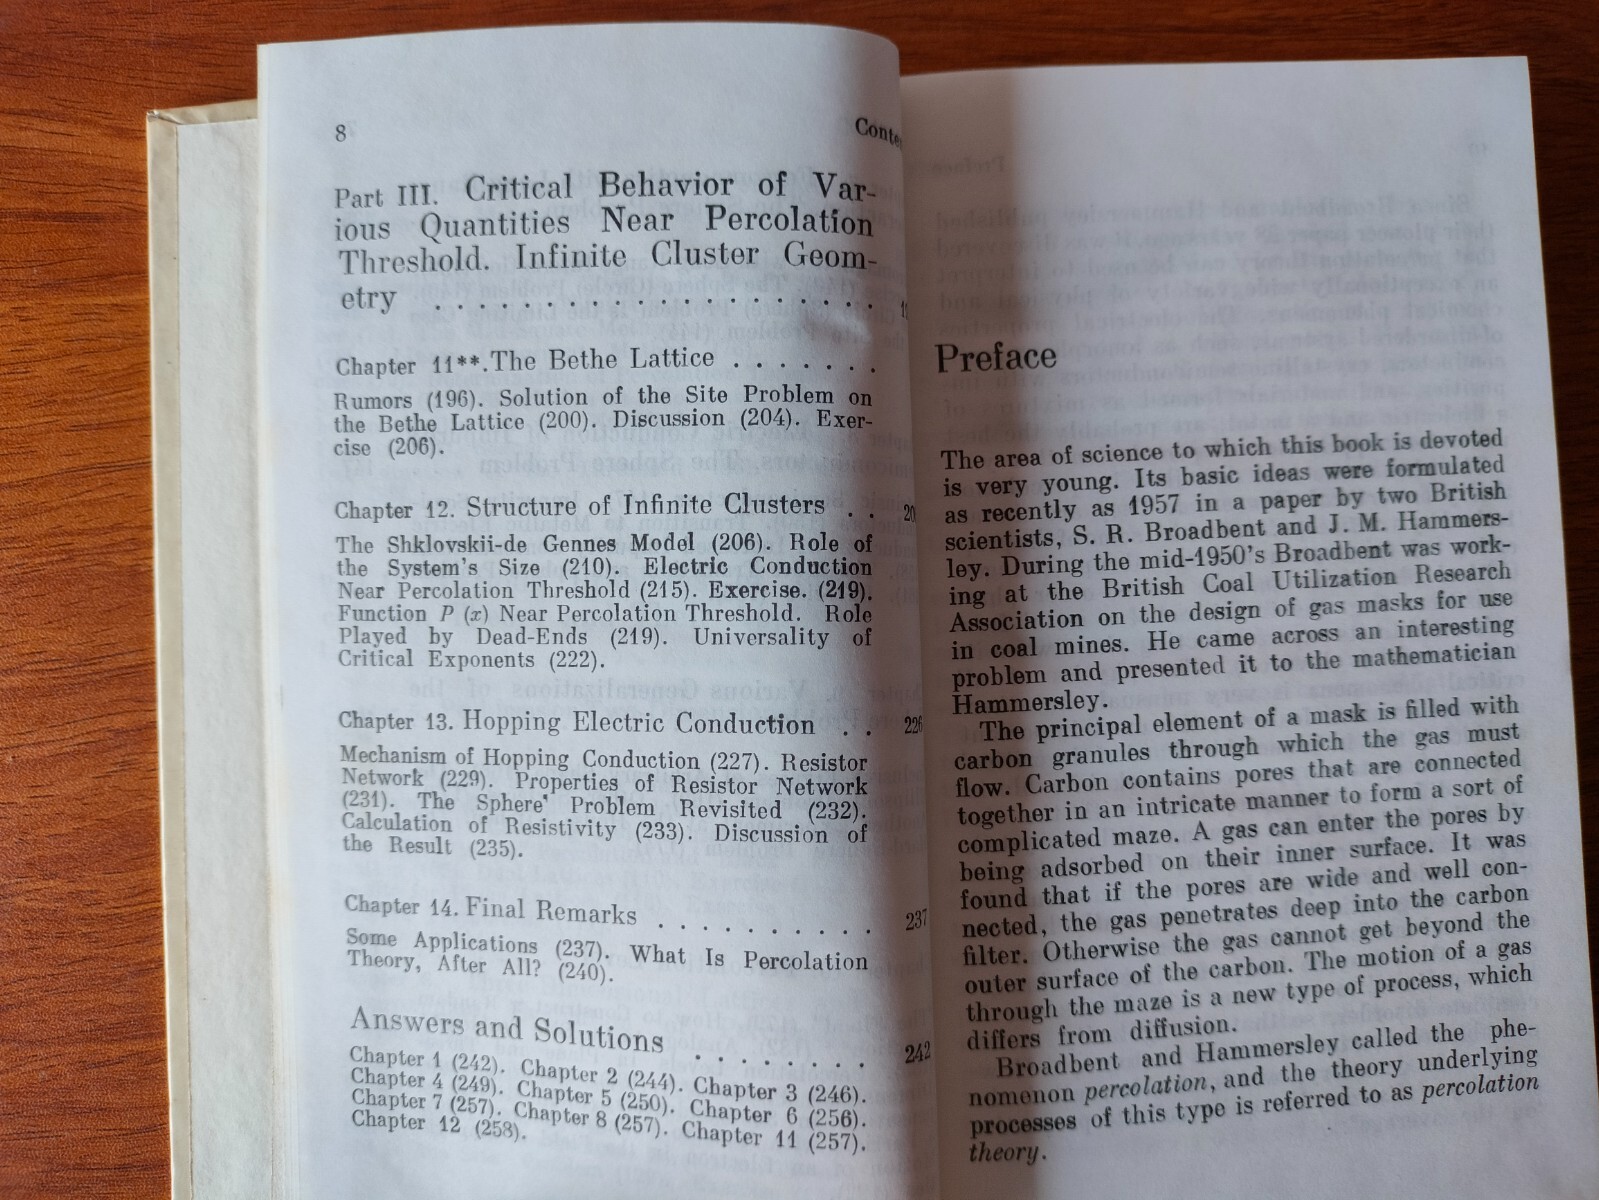 8
Part III. Critical Behavior of Var-
ious Quantities Near Percolation
Threshold. Infinite Cluster Geom-
etry . . . . . . . . . . . . . . . . . .
Chapter 11**. The Bethe Lattice . . . . . . .
Rumors (196). Solution of the Site Problem on
the Bethe Lattice (200). Discussion (204). Exer-
cise (206).
Chapter 12. Structure of Infinite Clusters . .
The Shklovskii-de Gennes Model (206). Role of
the System's Size (210). Electric Conduction
Near Percolation Threshold (215). Exercise. (219).
Function P (x) Near Percolation Threshold. Role
Played by Dead-Ends (219). Universality of
Critical Exponents (222).
Chapter 13. Hopping Electric Conduction . . 226
Mechanism of Hopping Conduction (227). Resistor
Network (229). Properties of Resistor Network
(231). The Sphere Problem Revisited (232).
Calculation of Resistivity (233). Discussion of
the Result (235).
Chapter 14. Final Remarks . . . . . . . . . . 237
Some Applications (237). What Is Percolation
Theory, After All? (240).
Answers and Solutions . . . . . . . . 242
Chapter 1 (242). Chapter 2 (244). Chapter 3 (246).
Chapter 4 (249). Chapter 5 (250). Chapter 6 (256).
Chapter 7 (257). Chapter 8 (257). Chapter 11 (257).
Chapter 12 (258).
Preface
The area of science to which this book is devoted
is very young. Its basic ideas were formulated
as recently as 1957 in a paper by two British
scientists, S. R. Broadbent and J. M. Hammers-
ley. During the mid-1950's Broadbent was work-
ing at the British Coal Utilization Research
Association on the design of gas masks for use
in coal mines. He came across an interesting
problem and presented it to the mathematician
Hammersley.
The principal element of a mask is filled with
carbon granules through which the gas must
flow. Carbon contains pores that are connected
together in an intricate manner to form a sort of
complicated maze. A gas can enter the pores by
being adsorbed on their inner surface. It was
found that if the pores are wide and well con-
nected, the gas penetrates deep into the carbon
filter. Otherwise the gas cannot get beyond the
outer surface of the carbon. The motion of a gas
through the maze is a new type of process, which
differs from diffusion.
Broadbent and Hammersley called the phe-
nomenon percolation, and the theory underlying
processes of this type is referred to as percolation
theory.